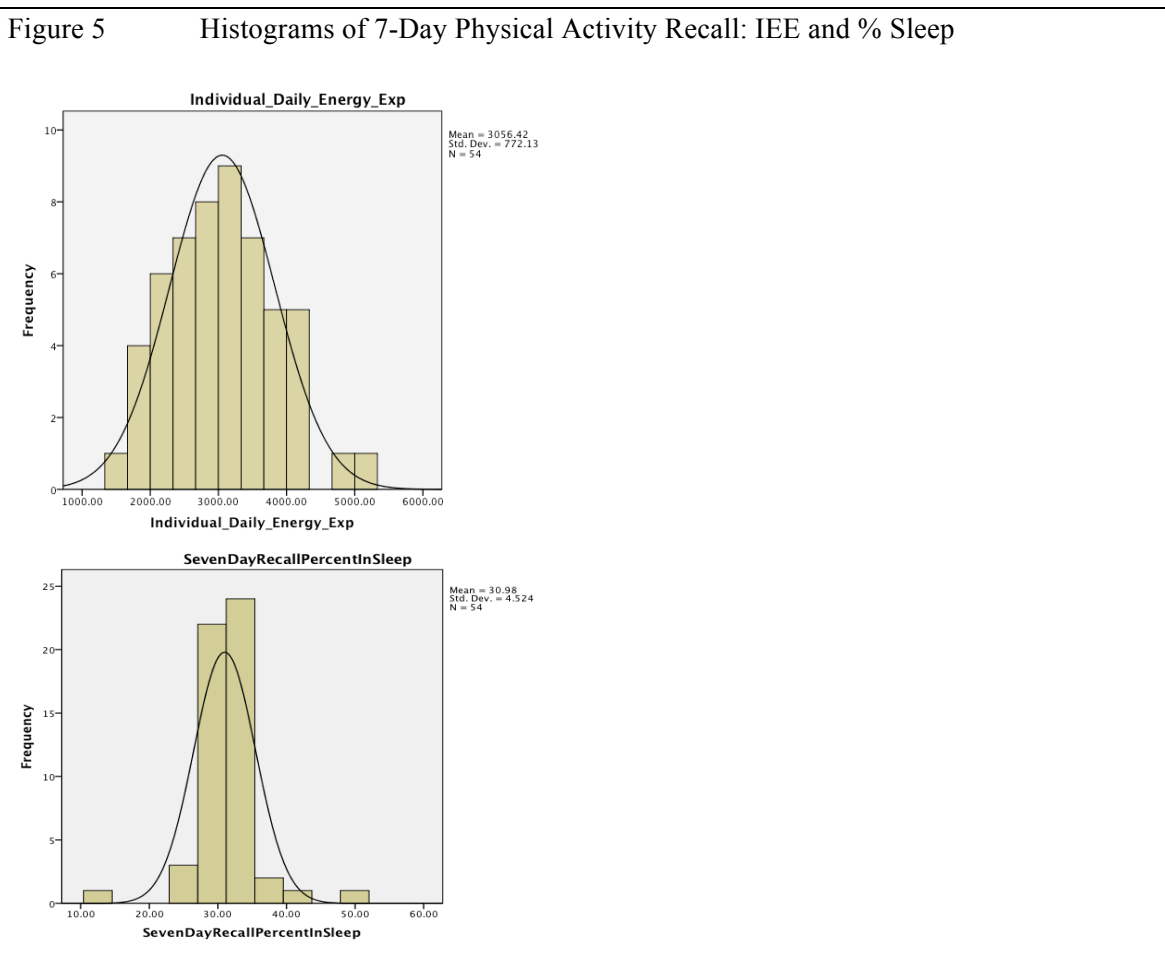 Figure 5 Histograms of 7-Day Physical Activity Recall: IEE and % Sleep
Individual_Daily_Energy_Exp
Mean = 3056.42
Std. Dev. = 772.13
N = 54
10
8
6
4
2
0
Frequency
1000.00 2000.00 3000.00 4000.00 5000.00 6000.00
Individual_Daily_Energy_Exp
SevenDayRecallPercentInSleep
Mean = 30.98
Std. Dev. = 4.524
N = 54
25
20
15
10
5
0
Frequency
10.00 20.00 30.00 40.00 50.00 60.00
SevenDayRecallPercentInSleep